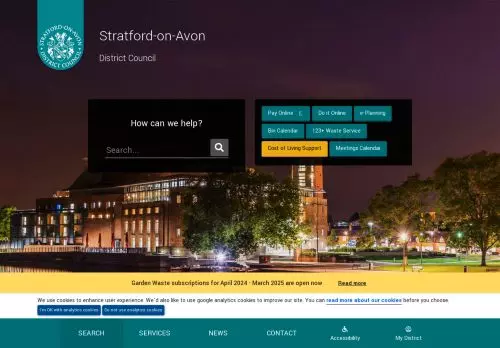 STRATFORD-ON-AVON
DISTRICT COUNCIL
Stratford-on-Avon
District Council
How can we help?
Search...
Pay Online
Do it Online
e-Planning
Bin Calendar
123+ Waste Service
Cost of Living Support
Meetings Calendar
Garden Waste subscriptions for April 2024 - March 2025 are open now Read more
We use cookies to enhance user experience. We'd also like to use google analytics cookies to improve our site. You can read more about our cookies before you choose.
I'm OK with analytics cookies Do not use analytics cookies
SEARCH SERVICES NEWS CONTACT Accessibility My District